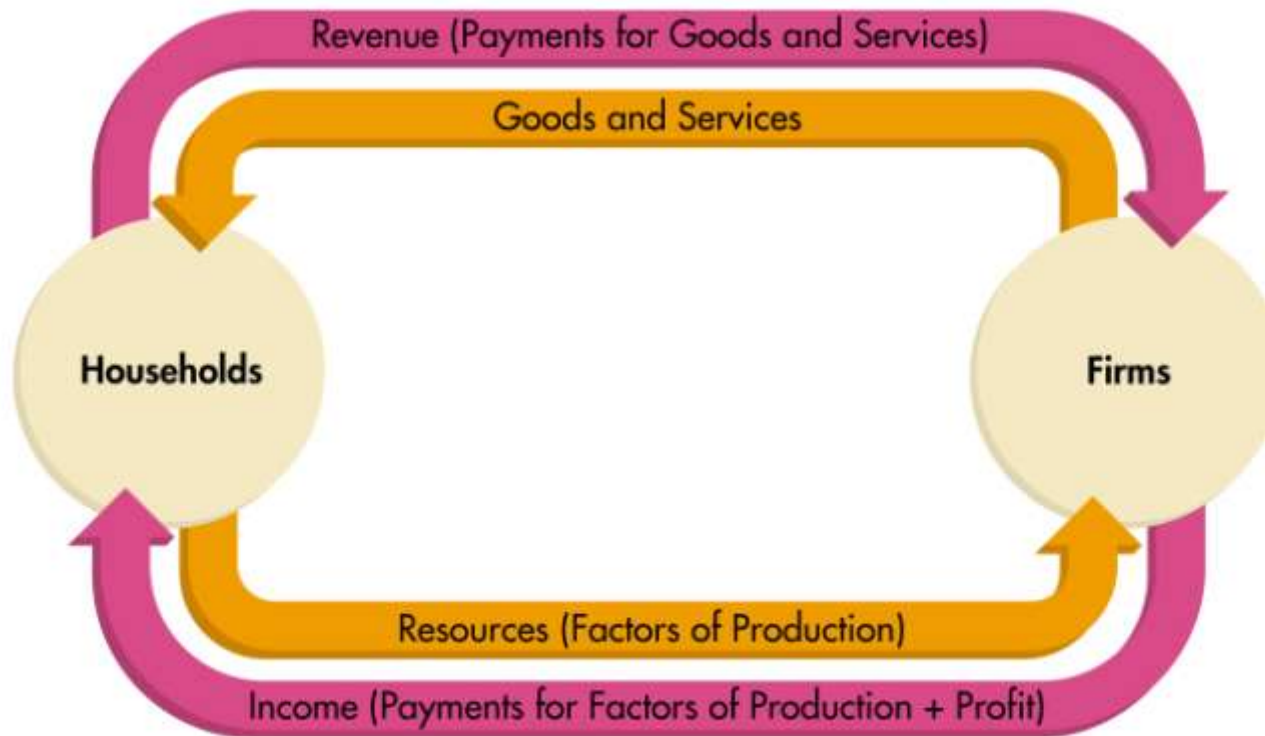 Revenue (Payments for Goods and Services)
Goods and Services
Households
Firms
Resources (Factors of Production)
Income (Payments for Factors of Production + Profit)